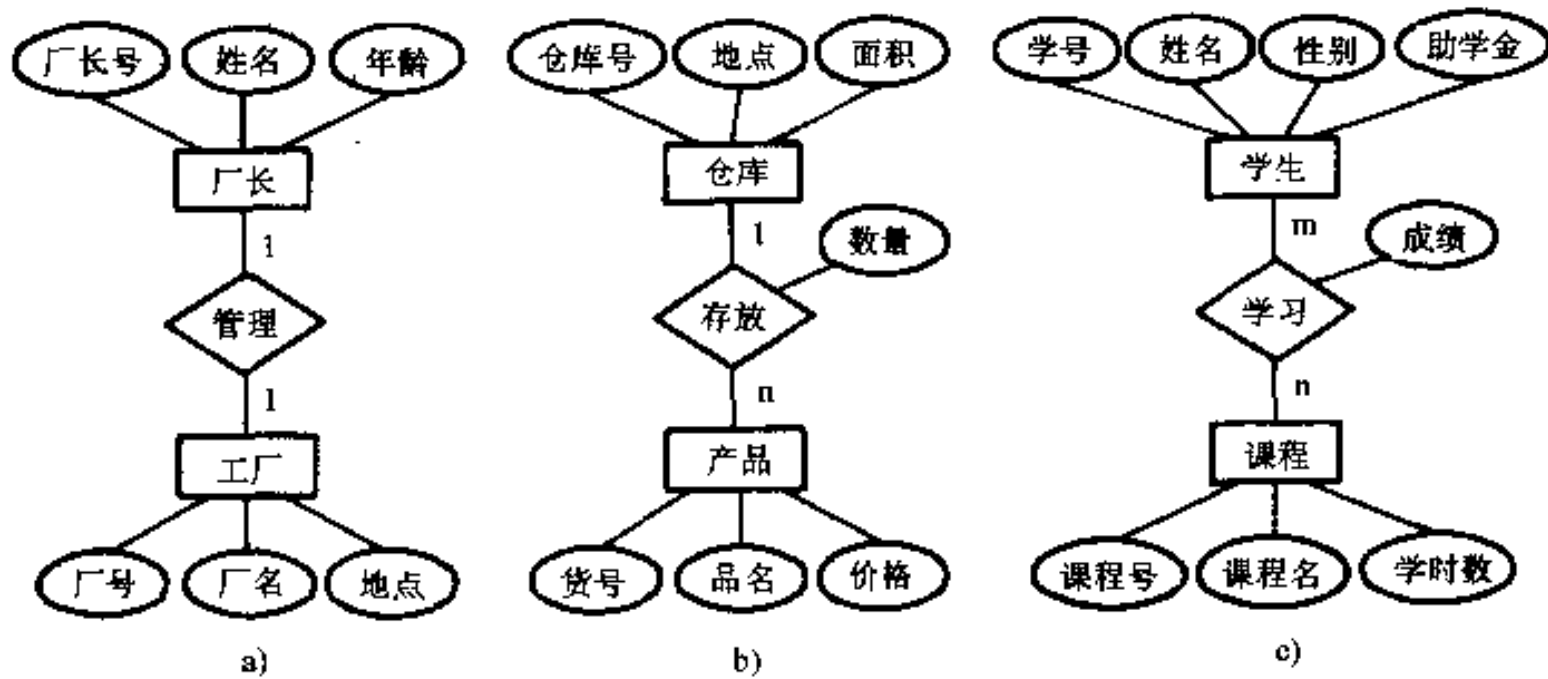 厂长号 姓名 年龄 仓库号 地点 面积 学号 姓名 性别 助学金
厂长 仓库 学生
1 1 m
数量 成绩
管理 存放 学习
1 n n
工厂 产品 课程
厂号 厂名 地点 货号 品名 价格 课程号 课程名 学时数
a) b) c)